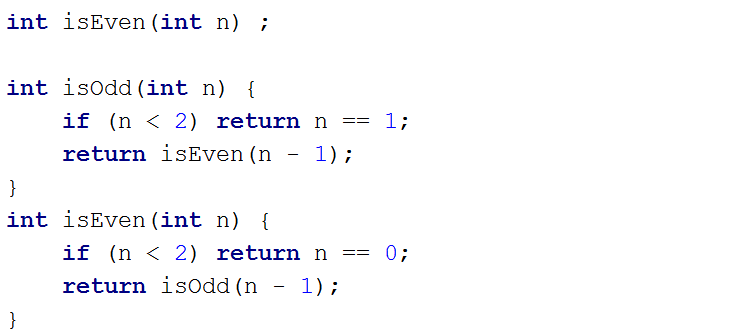 int isEven(int n) ;

int isOdd(int n) {
    if (n < 2) return n == 1;
    return isEven(n - 1);
}
int isEven(int n) {
    if (n < 2) return n == 0;
    return isOdd(n - 1);
}